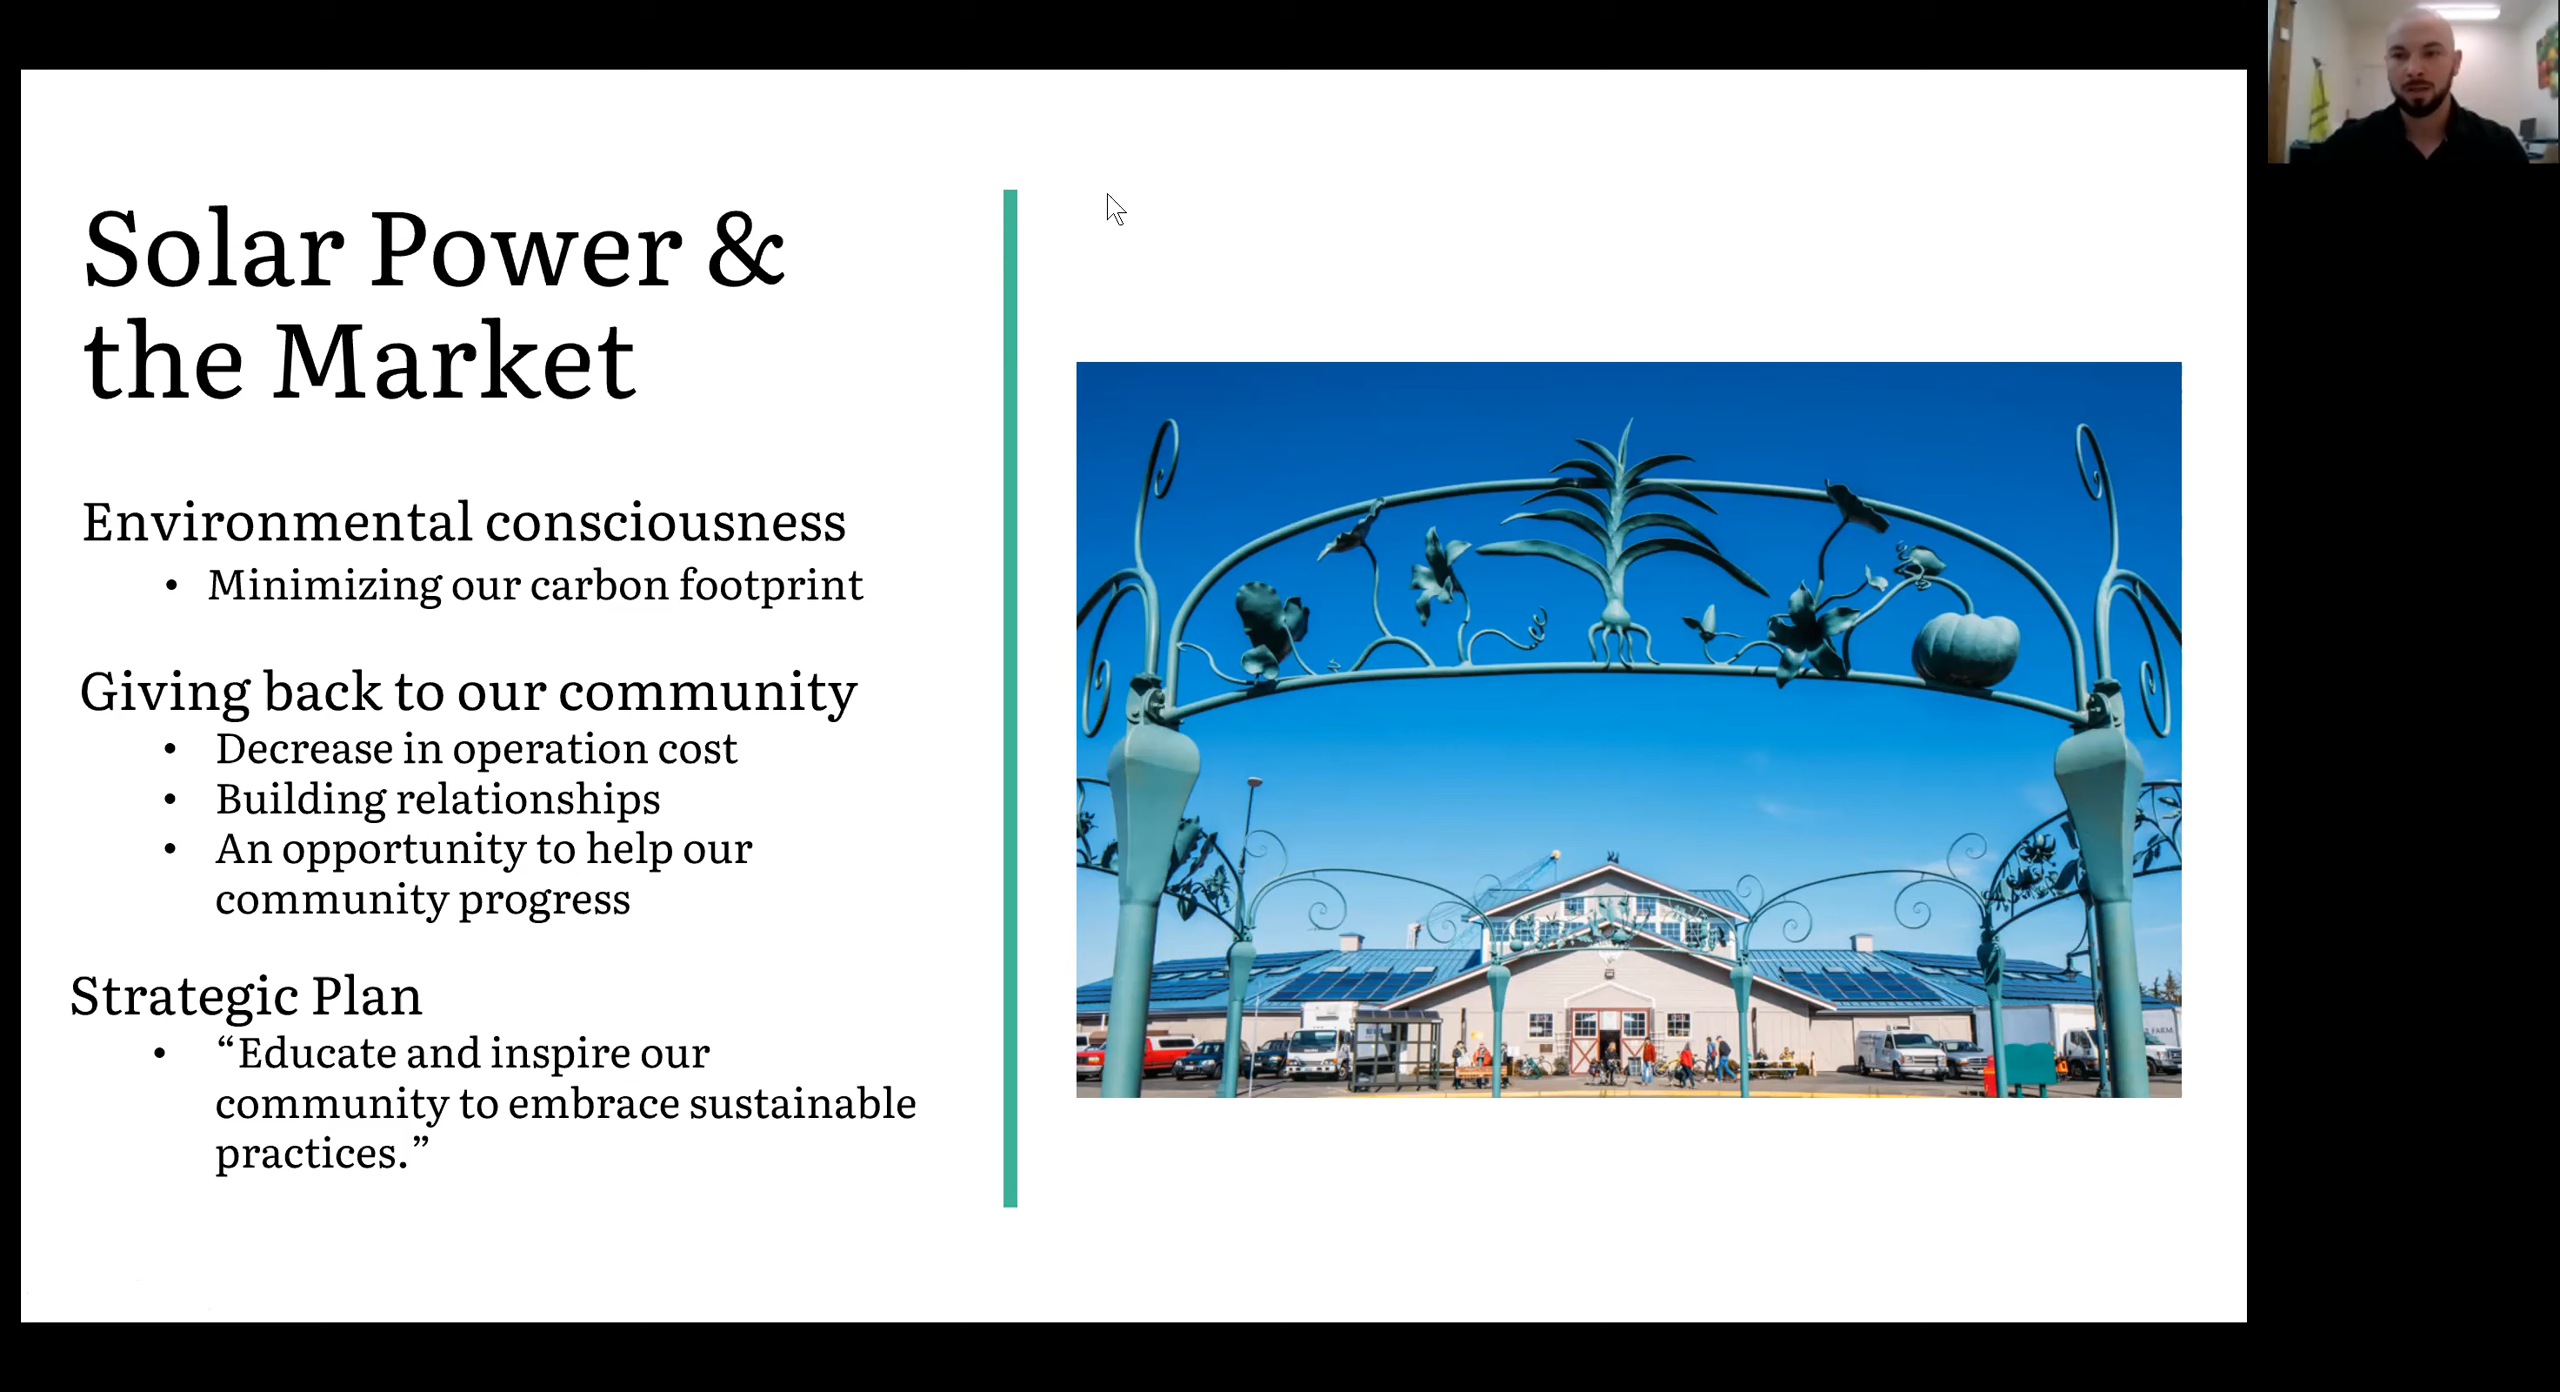 Solar Power &
the Market
Environmental consciousness
• Minimizing our carbon footprint
Giving back to our community
• Decrease in operation cost
• Building relationships
• An opportunity to help our
community progress
Strategic Plan
• “Educate and inspire our
community to embrace sustainable
practices.”
FARM